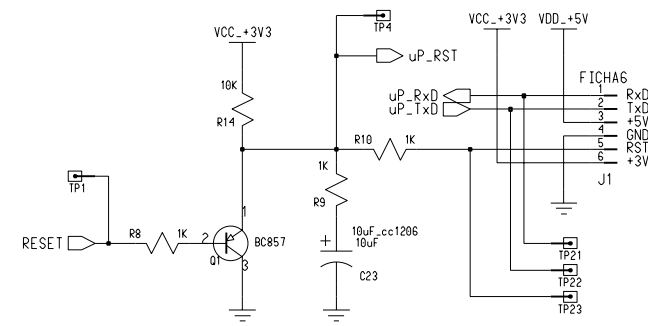 TP4
VCC_+3V3
VCC_+3V3
VDD_+5V
uP_RST
10K
R14
FICHA6
uP_RxD
1
RxD
uP_TxD
2
TxD
3
+5V
4
GND
R10
1K
5
RST
6
+3V
J1
1K
R9
TP1
1
RESET
R8
1K
2
Q1
BC857
3
+
10uF_cc1206
10uF
C23
TP21
TP22
TP23